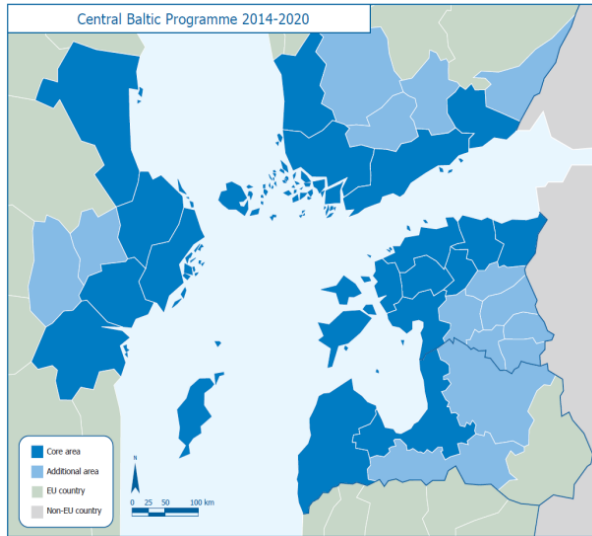 Central Baltic Programme 2014-2020
Core area
Additional area
EU country
Non-EU country
N
0 25 50 100 km